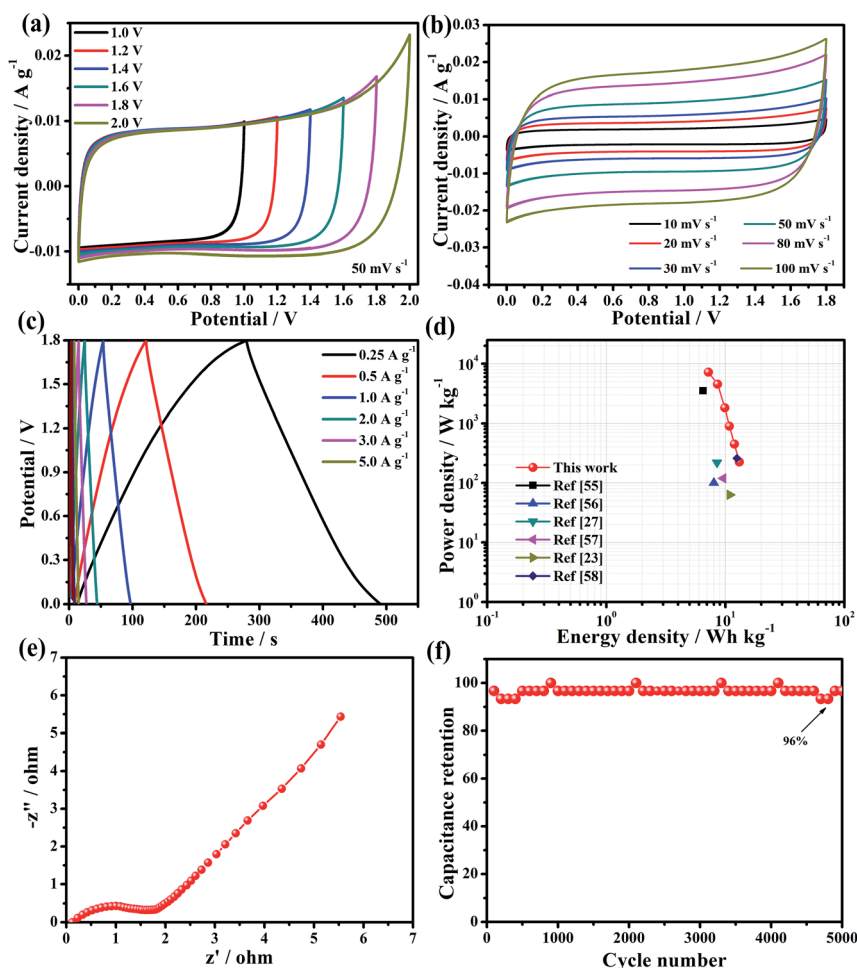 (a)
1.0 V
1.2 V
1.4 V
1.6 V
1.8 V
2.0 V
50 mV s⁻¹
0.02
0.01
0.00
-0.01
0.0 0.2 0.4 0.6 0.8 1.0 1.2 1.4 1.6 1.8 2.0
Current density / A g⁻¹
Potential / V
(b)
0.03
0.02
0.01
0.00
-0.01
-0.02
-0.03
-0.04
10 mV s⁻¹ 50 mV s⁻¹
20 mV s⁻¹ 80 mV s⁻¹
30 mV s⁻¹ 100 mV s⁻¹
0.0 0.2 0.4 0.6 0.8 1.0 1.2 1.4 1.6 1.8
Current density / A g⁻¹
Potential / V
(c)
1.8
1.5
1.2
0.9
0.6
0.3
0.0
0.25 A g⁻¹
0.5 A g⁻¹
1.0 A g⁻¹
2.0 A g⁻¹
3.0 A g⁻¹
5.0 A g⁻¹
0 100 200 300 400 500
Potential / V
Time / s
(d)
10⁴
10³
10²
10¹
10⁰
This work
Ref [55]
Ref [56]
Ref [27]
Ref [57]
Ref [23]
Ref [58]
10⁻¹ 10⁰ 10¹ 10²
Power density / W kg⁻¹
Energy density / Wh kg⁻¹
(e)
7
6
5
4
3
2
1
0
0 1 2 3 4 5 6 7
-z'' / ohm
z' / ohm
(f)
100
80
60
40
20
0
96%
0 1000 2000 3000 4000 5000
Capacitance retention
Cycle number